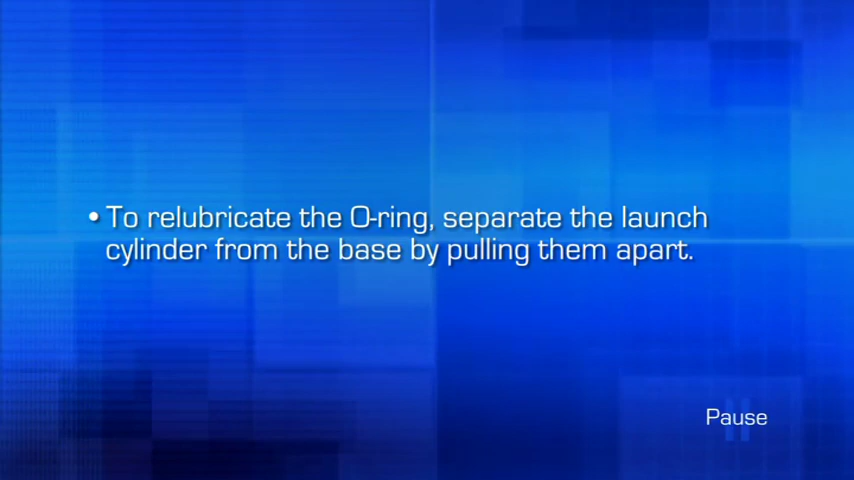 • To relubricate the O-ring, separate the launch
cylinder from the base by pulling them apart.
Pause